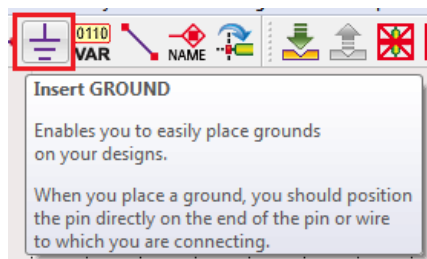 0110
VAR
NAME
Insert GROUND
Enables you to easily place grounds
on your designs.
When you place a ground, you should position
the pin directly on the end of the pin or wire
to which you are connecting.